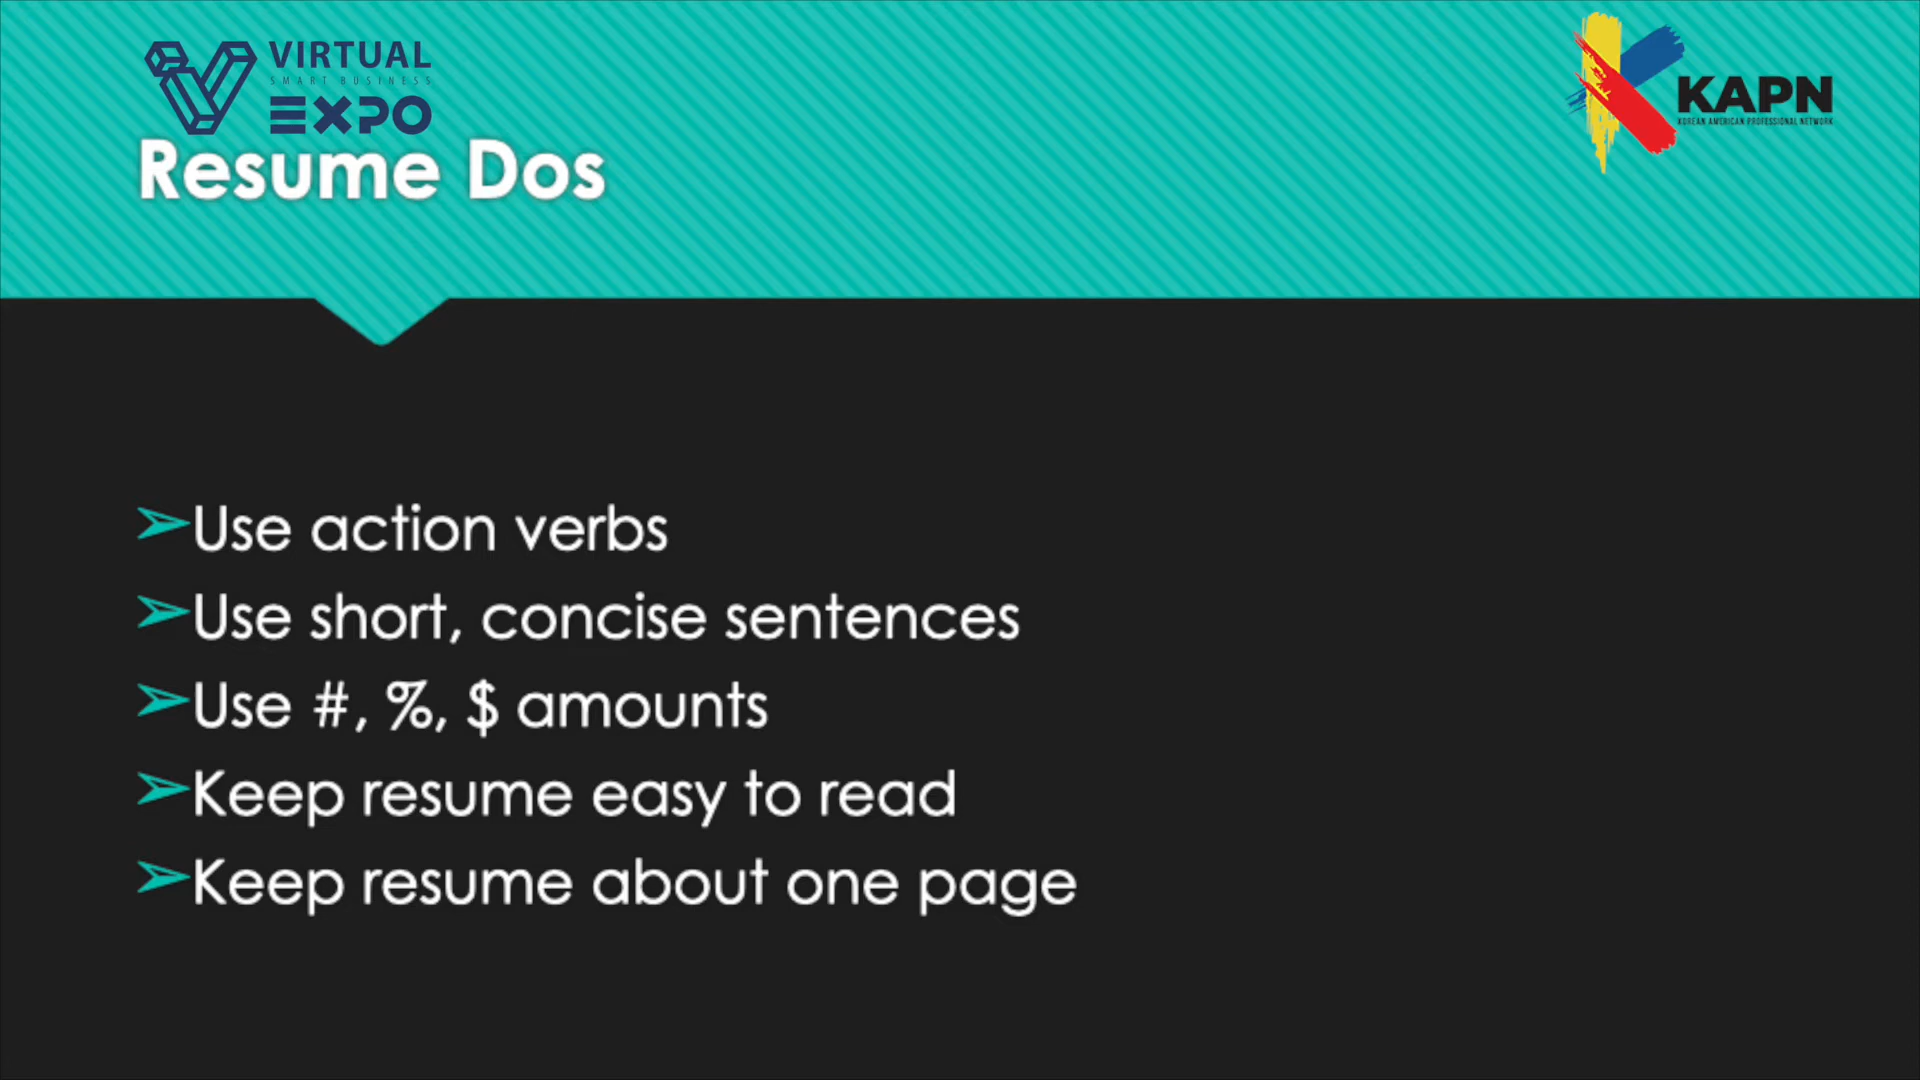 VIRTUAL
SMART BUSINESS
EXPO
KAPN
KOREAN AMERICAN PROFESSIONAL NETWORK
Resume Dos
➢Use action verbs
➢Use short, concise sentences
➢Use #, %, $ amounts
➢Keep resume easy to read
➢Keep resume about one page